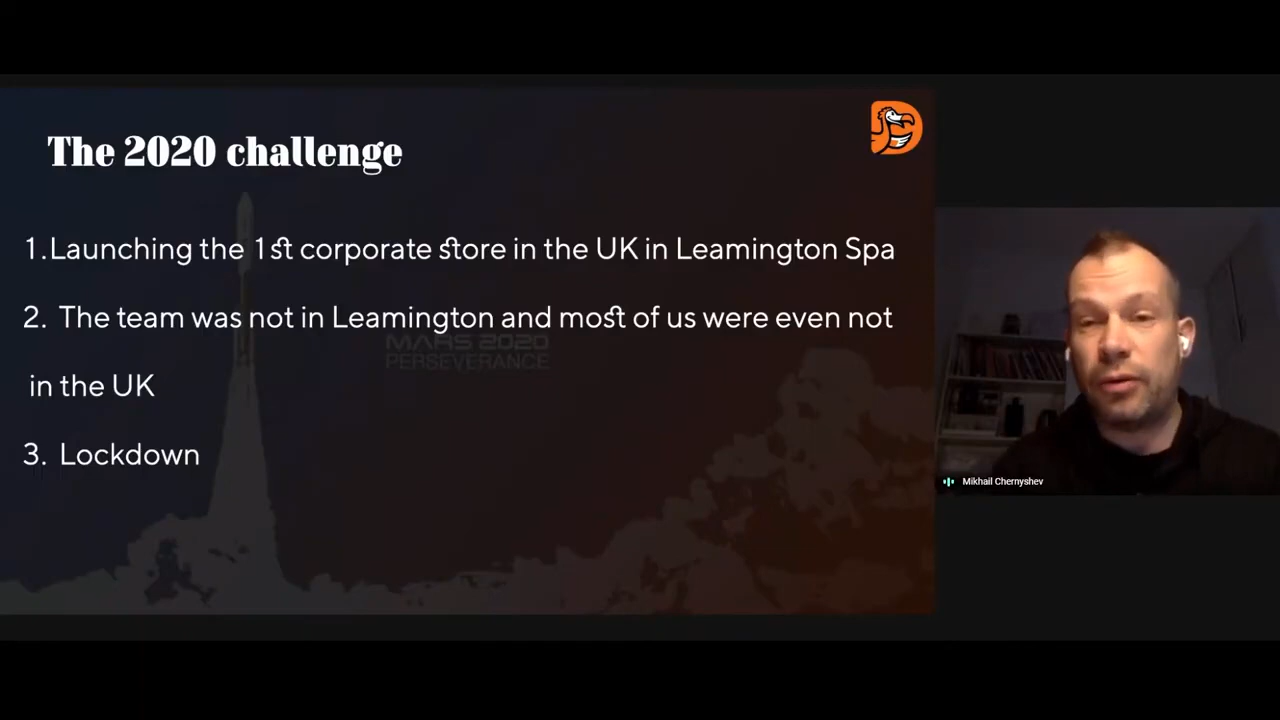 The 2020 challenge
1.Launching the 1st corporate store in the UK in Leamington Spa
2. The team was not in Leamington and most of us were even not
in the UK
3. Lockdown
MARS 2020
PERSEVERANCE
Mikhail Chernyshev